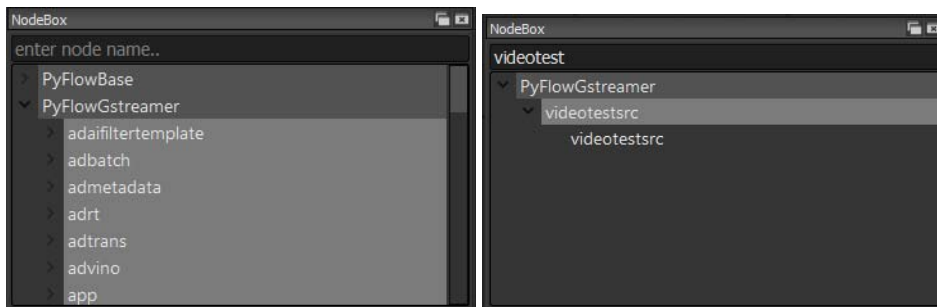 NodeBox
enter node name..
PyFlowBase
PyFlowGstreamer
adaifiltertemplate
adbatch
admetadata
adrt
adtrans
advino
app
NodeBox
videotest
PyFlowGstreamer
videotestsrc
videotestsrc